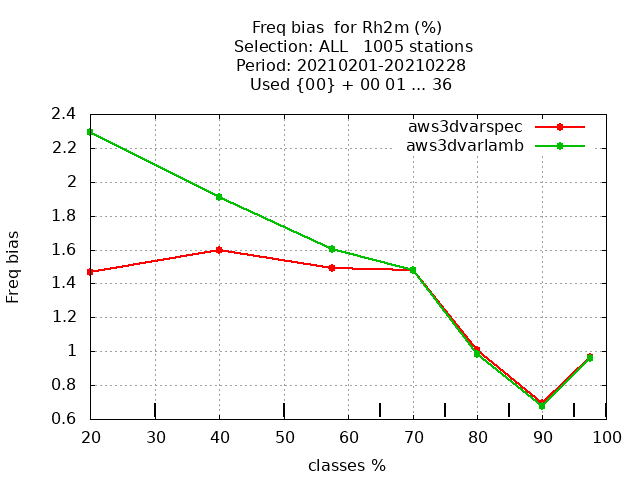 Freq bias  for Rh2m (%)
Selection: ALL   1005 stations
Period: 20210201-20210228
Used {00} + 00 01 ... 36
aws3dvarspec
aws3dvarlamb
Freq bias
2.4
2.2
2
1.8
1.6
1.4
1.2
1
0.8
0.6
20 30 40 50 60 70 80 90 100
classes %